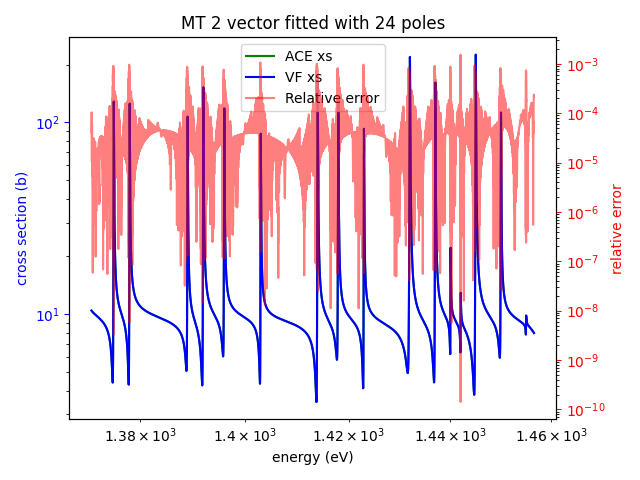 MT 2 vector fitted with 24 poles
ACE xs
VF xs
Relative error
cross section (b)
10²
10¹
10⁻³
10⁻⁴
10⁻⁵
10⁻⁶
10⁻⁷
10⁻⁸
10⁻⁹
10⁻¹⁰
relative error
1.38 × 10³ 1.4 × 10³ 1.42 × 10³ 1.44 × 10³ 1.46 × 10³
energy (eV)